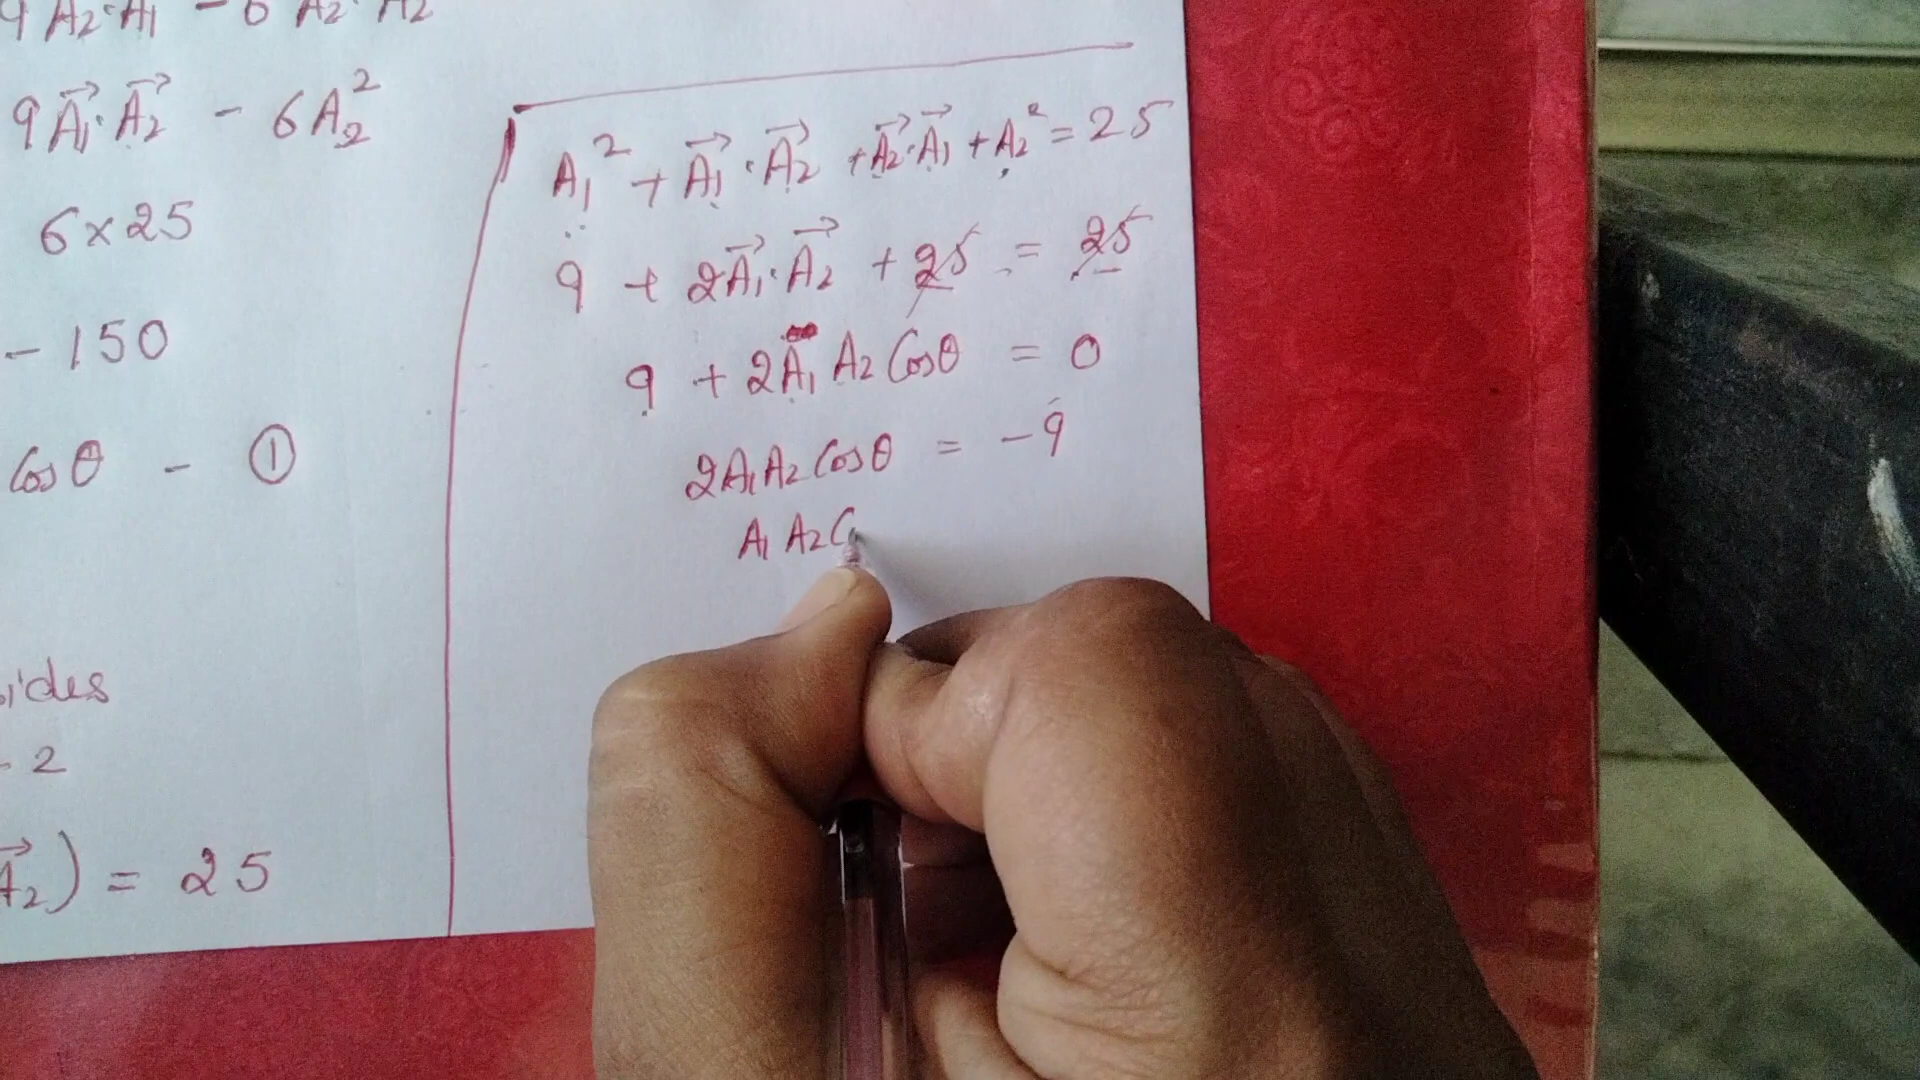 9 A₂·A₁ - 6 A₂·A₂
9A⃗₁·A⃗₂ - 6A₂²
6×25
- 150
Cosθ - ①
sides
- 2
A⃗₂) = 25
A₁² + A⃗₁·A⃗₂ + A⃗₂·A⃗₁ + A₂² = 25
9 + 2A⃗₁·A⃗₂ + 25 = 25
9 + 2A₁ A₂ Cosθ = 0
2A₁A₂ Cosθ = -9
A₁ A₂ C